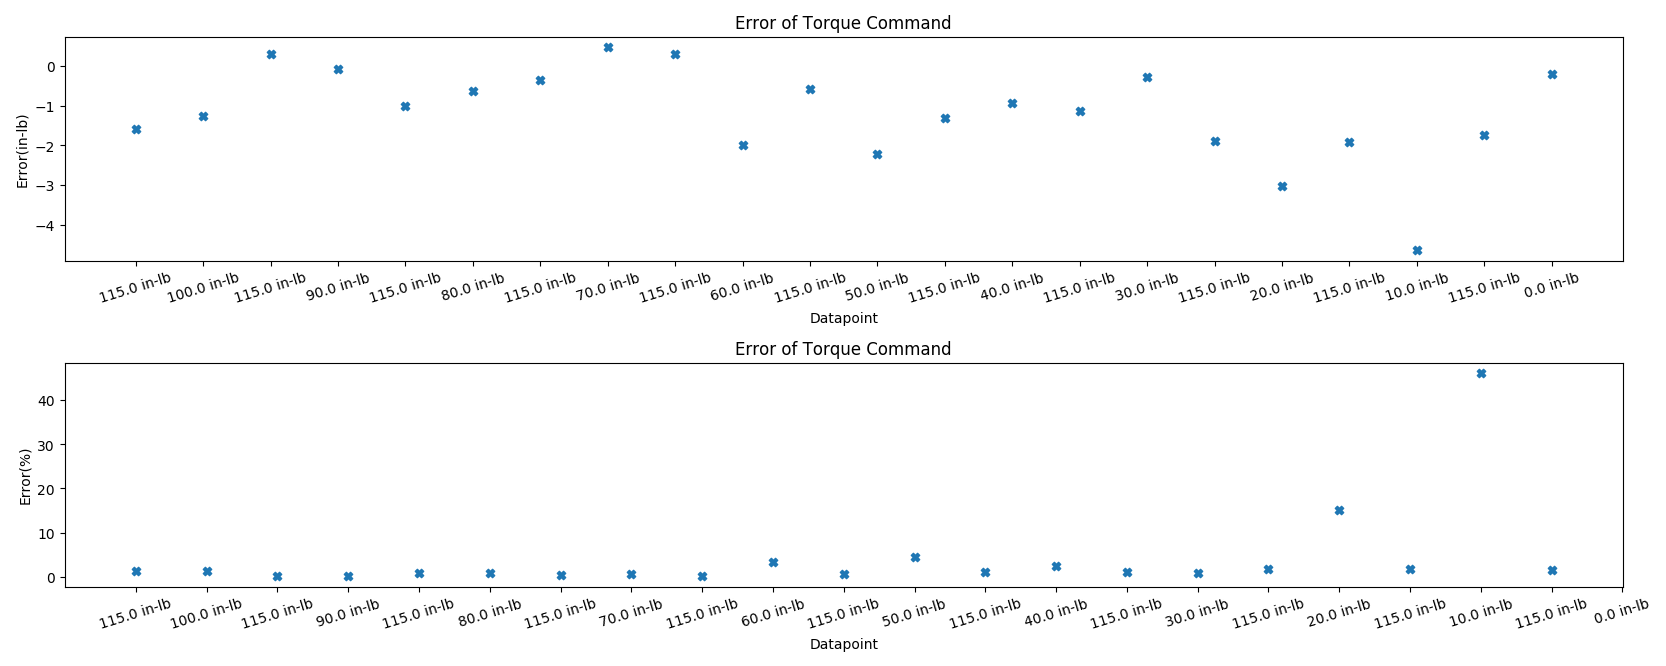 Error of Torque Command
0
−1
−2
−3
−4
Error(in-lb)
115.0 in-lb
100.0 in-lb
115.0 in-lb
90.0 in-lb
115.0 in-lb
80.0 in-lb
115.0 in-lb
70.0 in-lb
115.0 in-lb
60.0 in-lb
115.0 in-lb
50.0 in-lb
115.0 in-lb
40.0 in-lb
115.0 in-lb
30.0 in-lb
115.0 in-lb
20.0 in-lb
115.0 in-lb
10.0 in-lb
115.0 in-lb
0.0 in-lb
Datapoint
Error of Torque Command
40
30
20
10
0
Error(%)
115.0 in-lb
100.0 in-lb
115.0 in-lb
90.0 in-lb
115.0 in-lb
80.0 in-lb
115.0 in-lb
70.0 in-lb
115.0 in-lb
60.0 in-lb
115.0 in-lb
50.0 in-lb
115.0 in-lb
40.0 in-lb
115.0 in-lb
30.0 in-lb
115.0 in-lb
20.0 in-lb
115.0 in-lb
10.0 in-lb
115.0 in-lb
0.0 in-lb
Datapoint